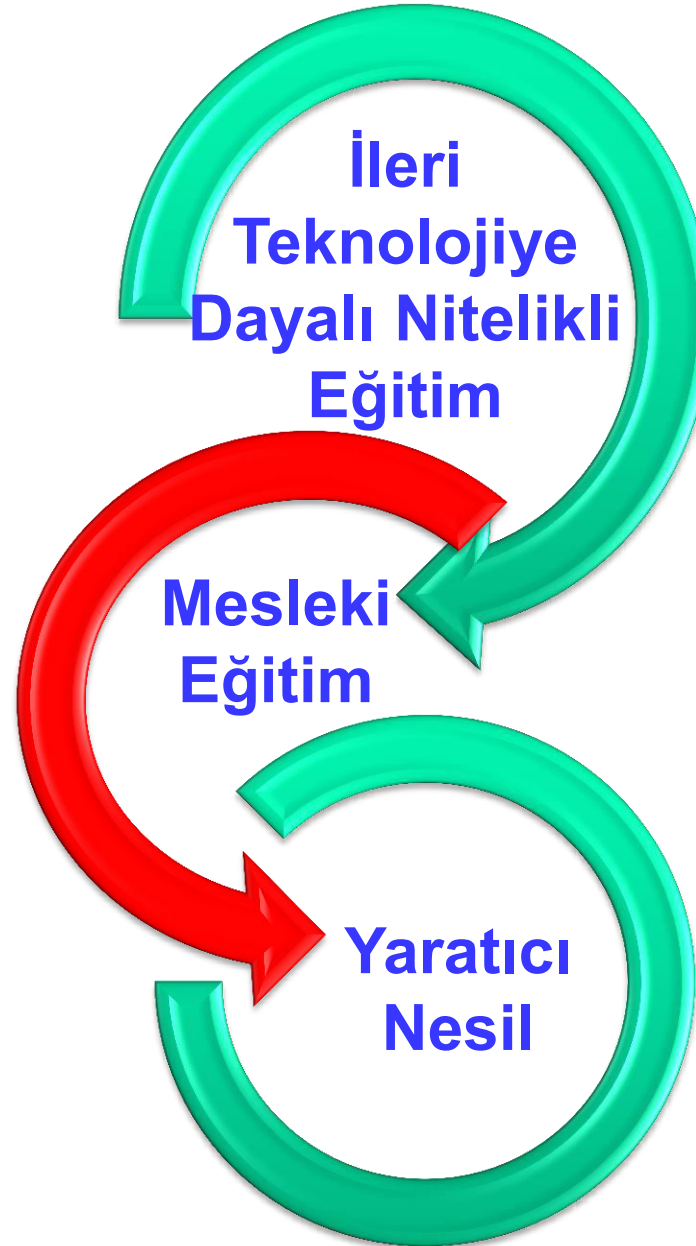 İleri
Teknolojiye
Dayalı Nitelikli
Eğitim
Mesleki
Eğitim
Yaratıcı
Nesil